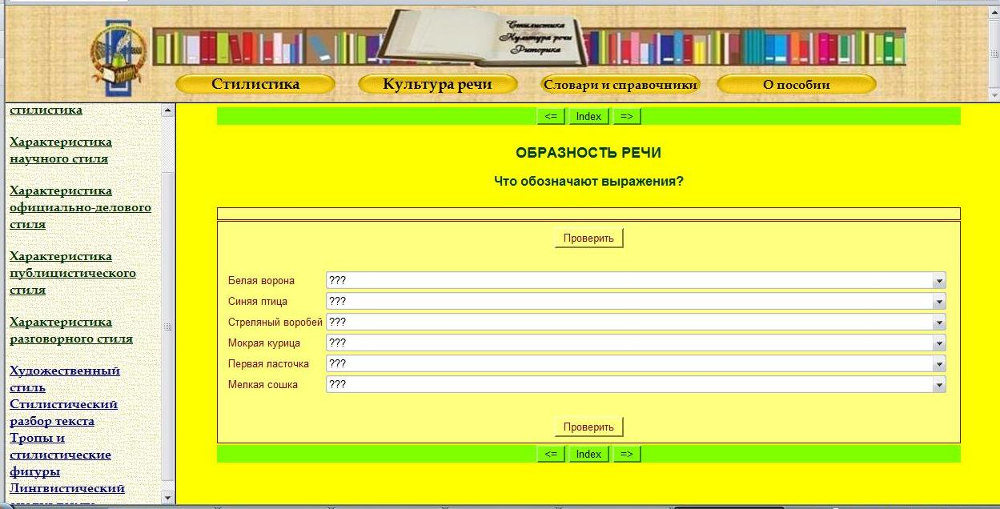 Стилистика
Культура речи
Риторика
Стилистика
Культура речи
Словари и справочники
О пособии
стилистика
Характеристика
научного стиля
Характеристика
официально-делового
стиля
Характеристика
публицистического
стиля
Характеристика
разговорного стиля
Художественный
стиль
Стилистический
разбор текста
Тропы и
стилистические
фигуры
Лингвистический
<= Index =>
ОБРАЗНОСТЬ РЕЧИ
Что обозначают выражения?
Проверить
Белая ворона ???
Синяя птица ???
Стреляный воробей ???
Мокрая курица ???
Первая ласточка ???
Мелкая сошка ???
Проверить
<= Index =>